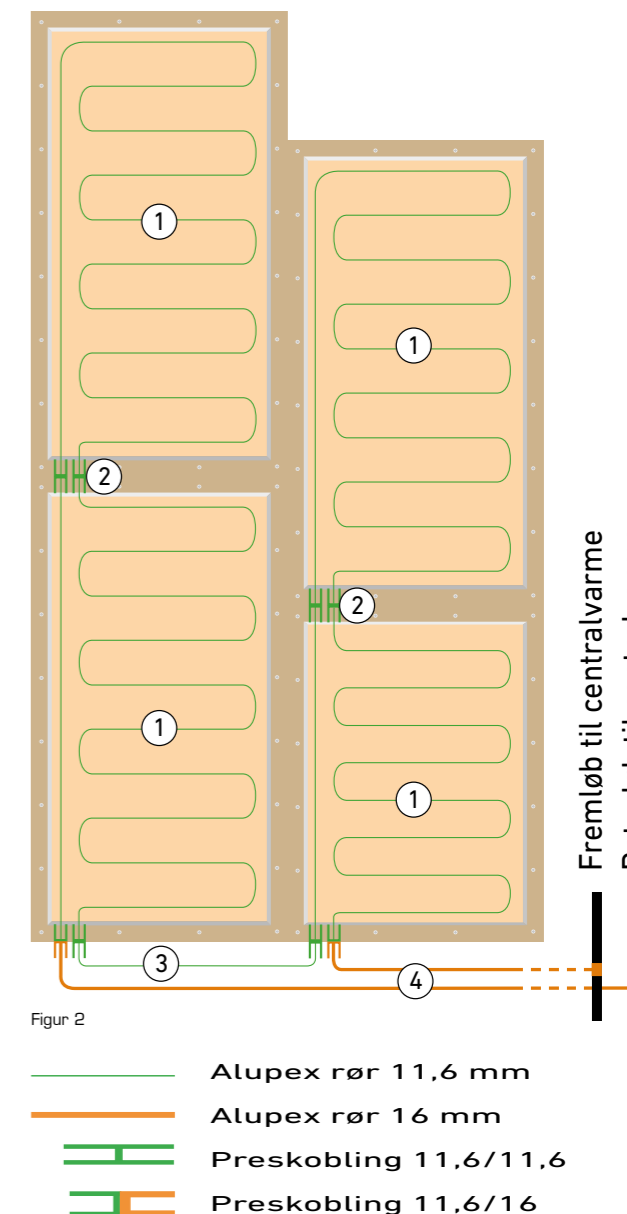 1
1
2
2
1
1
3
4
Fremløb til centralvarme
Figur 2
Alupex rør 11,6 mm
Alupex rør 16 mm
Preskobling 11,6/11,6
Preskobling 11,6/16